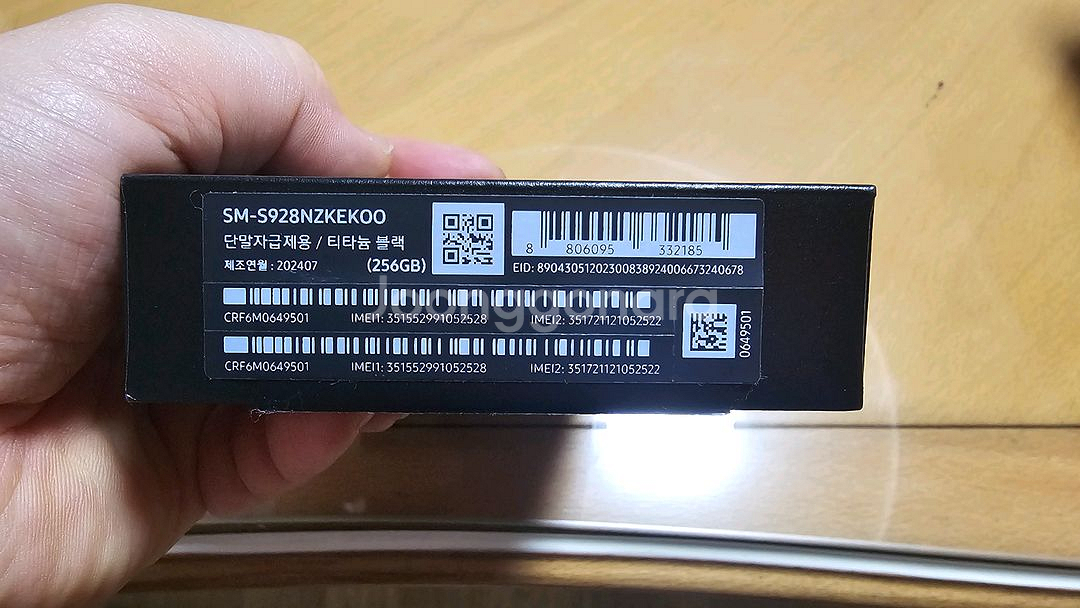 SM-S928NZKEKOO
단말자급제용 / 티타늄 블랙
제조연월 : 202407 (256GB)
8 806095 332185
EID: 89043051202300838924006673240678
CRF6M0649501 IMEI1: 351552991052528 IMEI2: 351721121052522
CRF6M0649501 IMEI1: 351552991052528 IMEI2: 351721121052522
0649501
Joonggonara